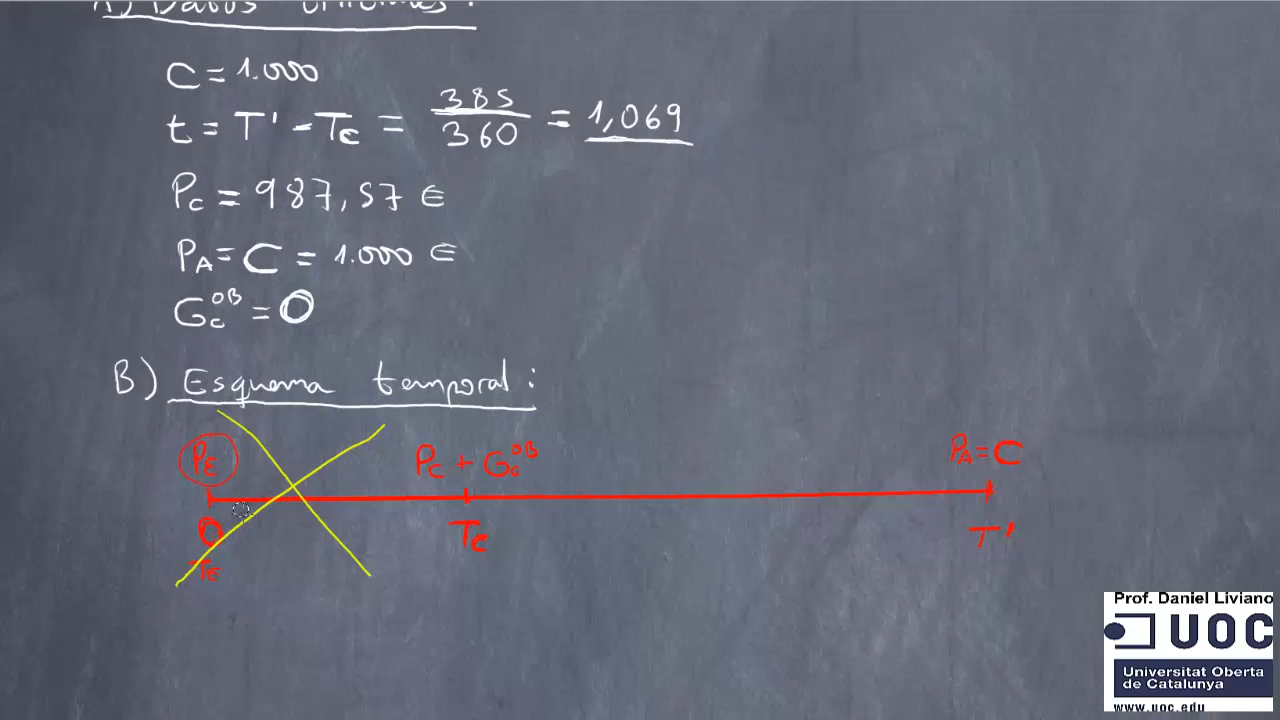 C = 1.000
t = T' - Tc = 385/360 = 1,069
Pc = 987,57 €
PA = C = 1.000 €
Gc^OB = 0
B) Esquema temporal:
PE Pc + Gc^OB PA = C
0 Tc T'
TE
Prof. Daniel Liviano
UOC
Universitat Oberta
de Catalunya
www.uoc.edu